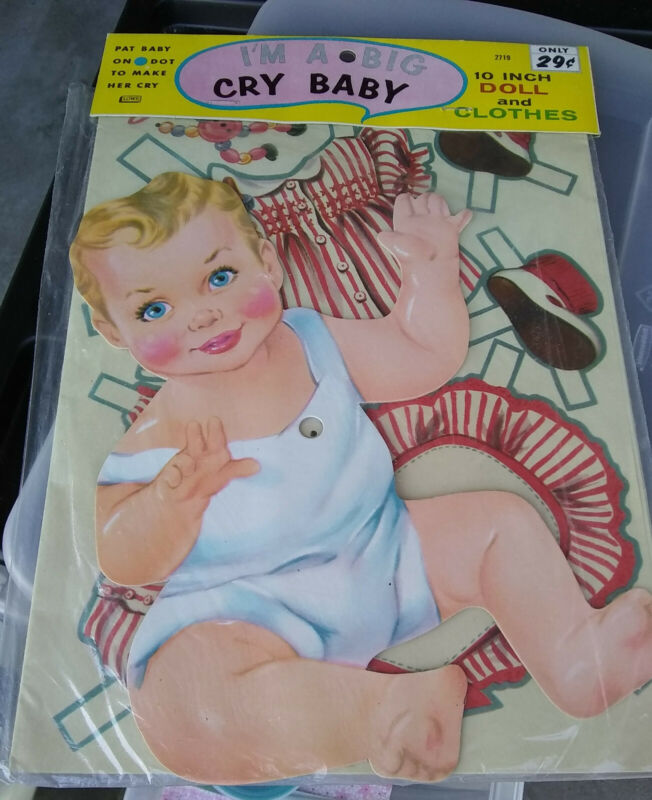 PAT BABY
ON DOT
TO MAKE
HER CRY
LOWE
I'M A BIG
CRY BABY
2719
ONLY
29¢
10 INCH
DOLL
and
CLOTHES